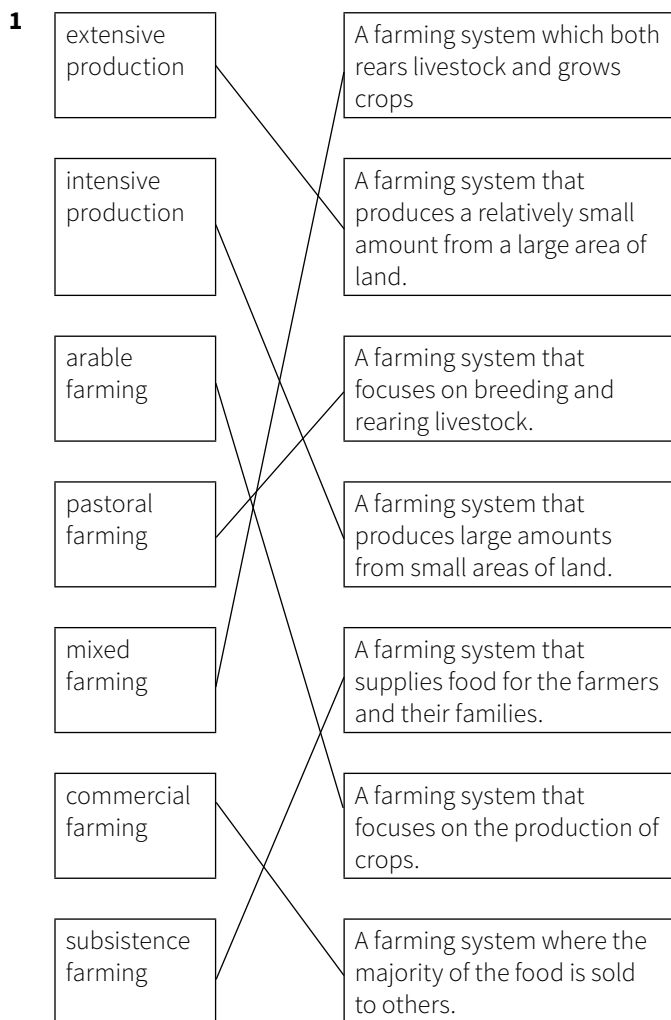 1
extensive
production
A farming system which both
rears livestock and grows
crops
intensive
production
A farming system that
produces a relatively small
amount from a large area of
land.
arable
farming
A farming system that
focuses on breeding and
rearing livestock.
pastoral
farming
A farming system that
produces large amounts
from small areas of land.
mixed
farming
A farming system that
supplies food for the farmers
and their families.
commercial
farming
A farming system that
focuses on the production of
crops.
subsistence
farming
A farming system where the
majority of the food is sold
to others.